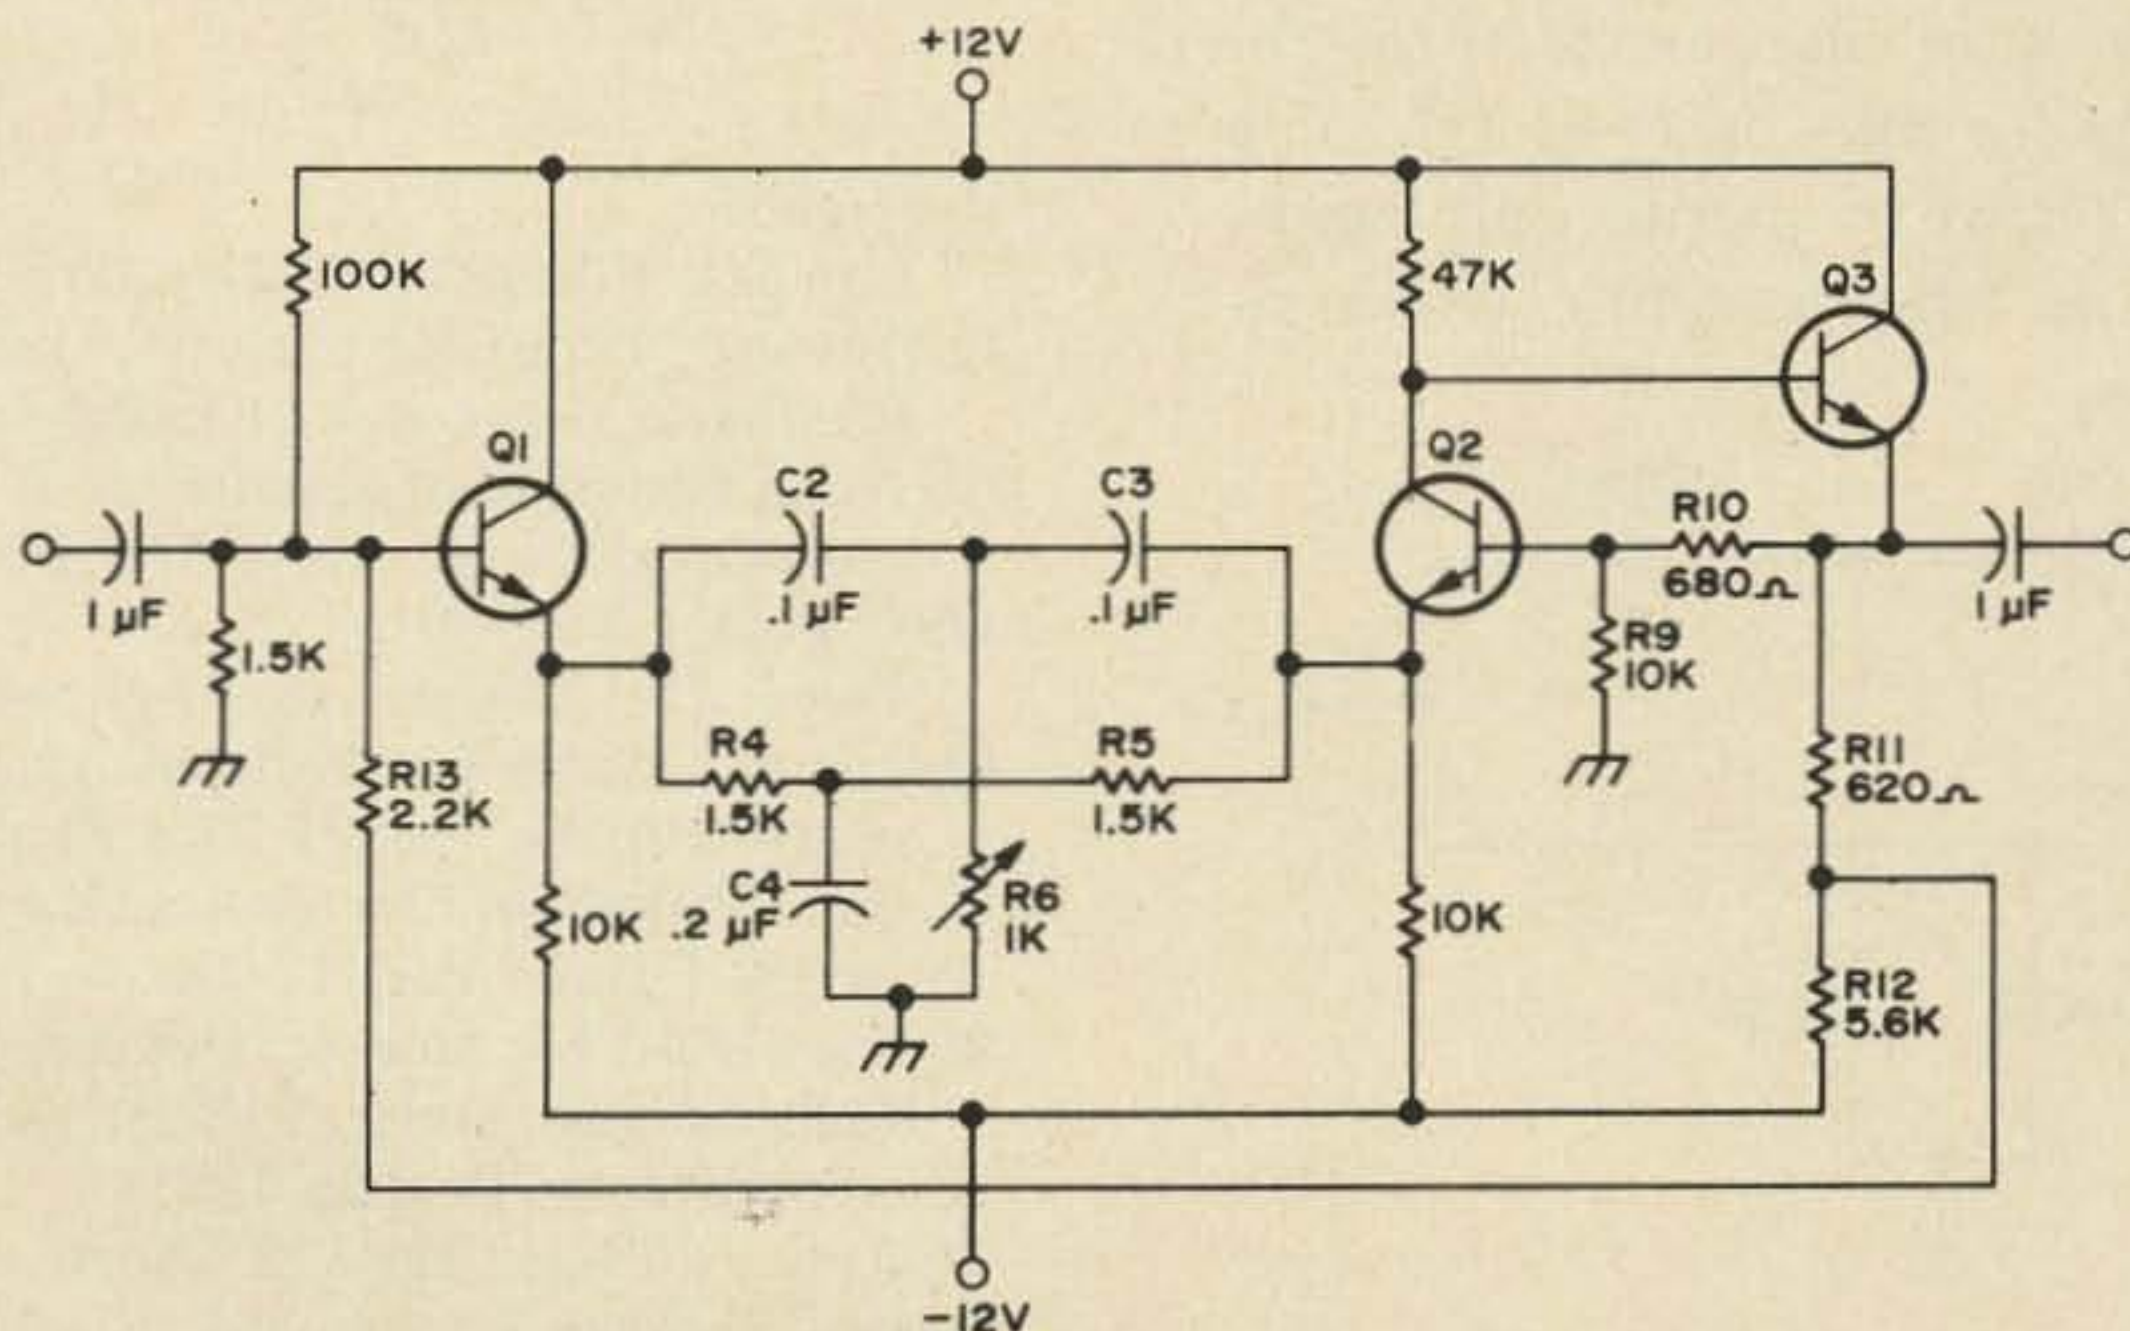 +12V
100K
47K
Q3
Q1
C2
C3
Q2
R10
680Ω
1 µF
.1 µF
.1 µF
1 µF
1.5K
R9
10K
R4
R5
R13
2.2K
1.5K
1.5K
R11
620Ω
C4
.2 µF
R6
1K
10K
10K
R12
5.6K
-12V